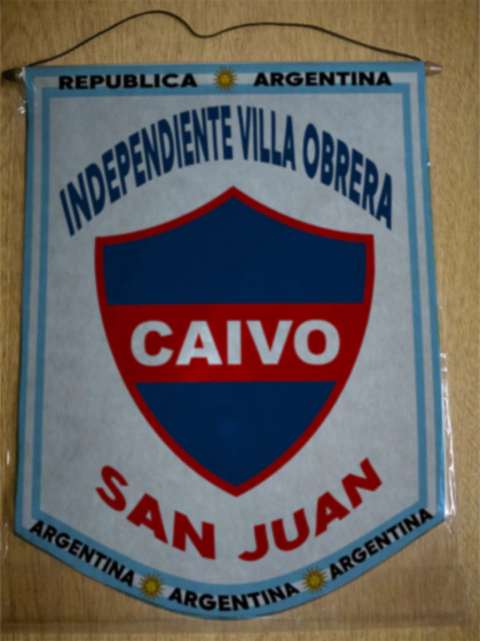 REPUBLICA ARGENTINA
INDEPENDIENTE VILLA OBRERA
CAIVO
SAN JUAN
ARGENTINA ARGENTINA ARGENTINA